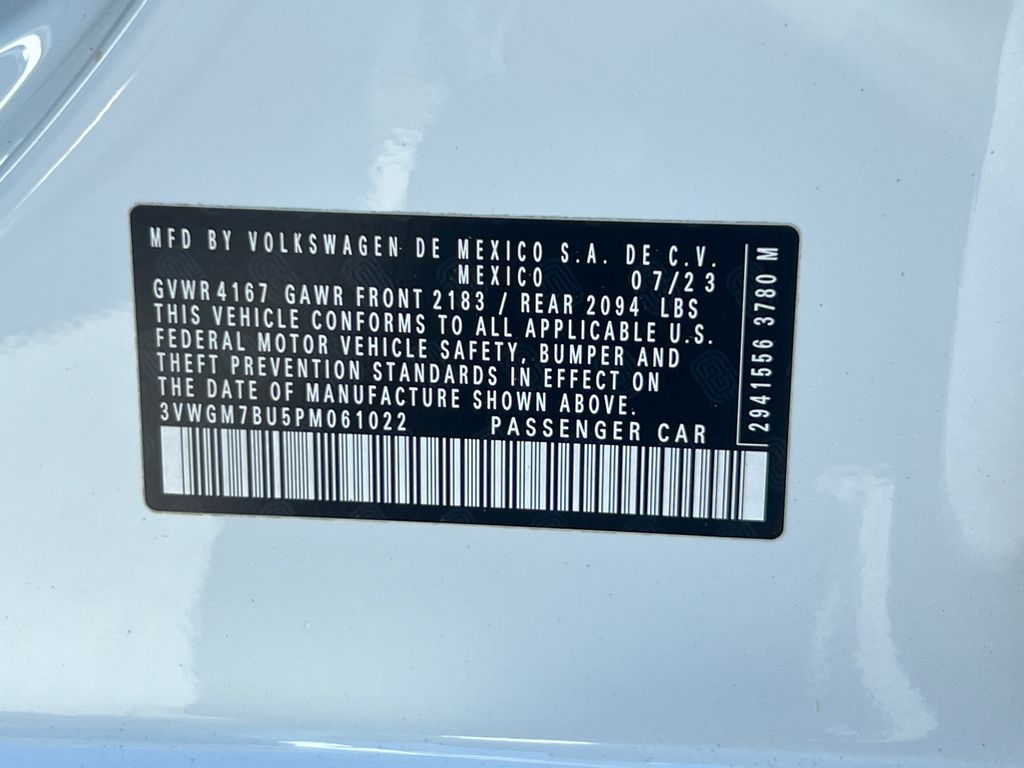 MFD BY VOLKSWAGEN DE MEXICO S.A. DE C.V.
MEXICO 07/23
GVWR 4167 GAWR FRONT 2183 / REAR 2094 LBS
THIS VEHICLE CONFORMS TO ALL APPLICABLE U.S.
FEDERAL MOTOR VEHICLE SAFETY, BUMPER AND
THEFT PREVENTION STANDARDS IN EFFECT ON
THE DATE OF MANUFACTURE SHOWN ABOVE.
3VWGM7BU5PM061022 PASSENGER CAR
2941556 3780 M